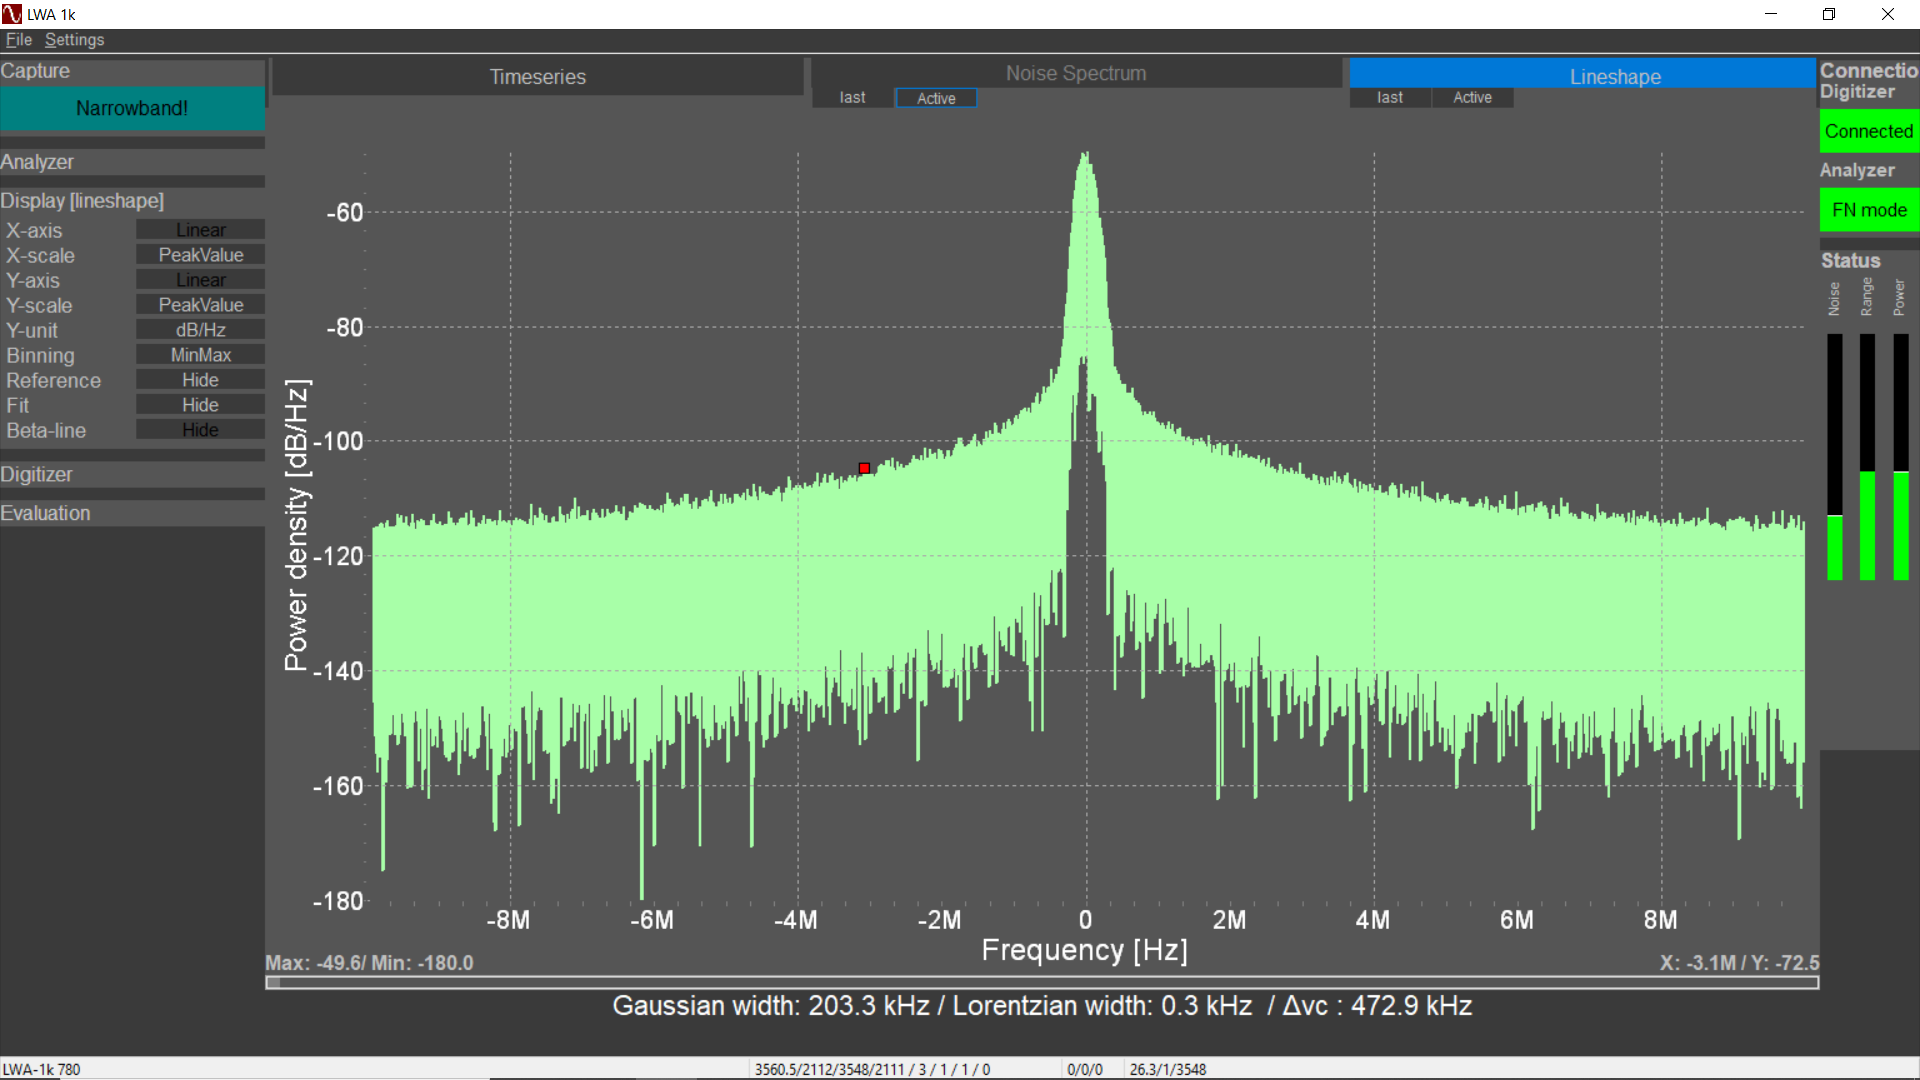 LWA 1k
File Settings
Capture
Narrowband!
Analyzer
Display [lineshape]
X-axis Linear
X-scale PeakValue
Y-axis Linear
Y-scale PeakValue
Y-unit dB/Hz
Binning MinMax
Reference Hide
Fit Hide
Beta-line Hide
Digitizer
Evaluation
Timeseries
Noise Spectrum
last Active
Lineshape
last Active
Power density [dB/Hz]
-60
-80
-100
-120
-140
-160
-180
-8M -6M -4M -2M 0 2M 4M 6M 8M
Frequency [Hz]
Max: -49.6/ Min: -180.0
X: -3.1M / Y: -72.5
Gaussian width: 203.3 kHz / Lorentzian width: 0.3 kHz / Δvc : 472.9 kHz
Connectio
Digitizer
Connected
Analyzer
FN mode
Status
Noise Range Power
LWA-1k 780
3560.5/2112/3548/2111 / 3 / 1 / 1 / 0
0/0/0
26.3/1/3548